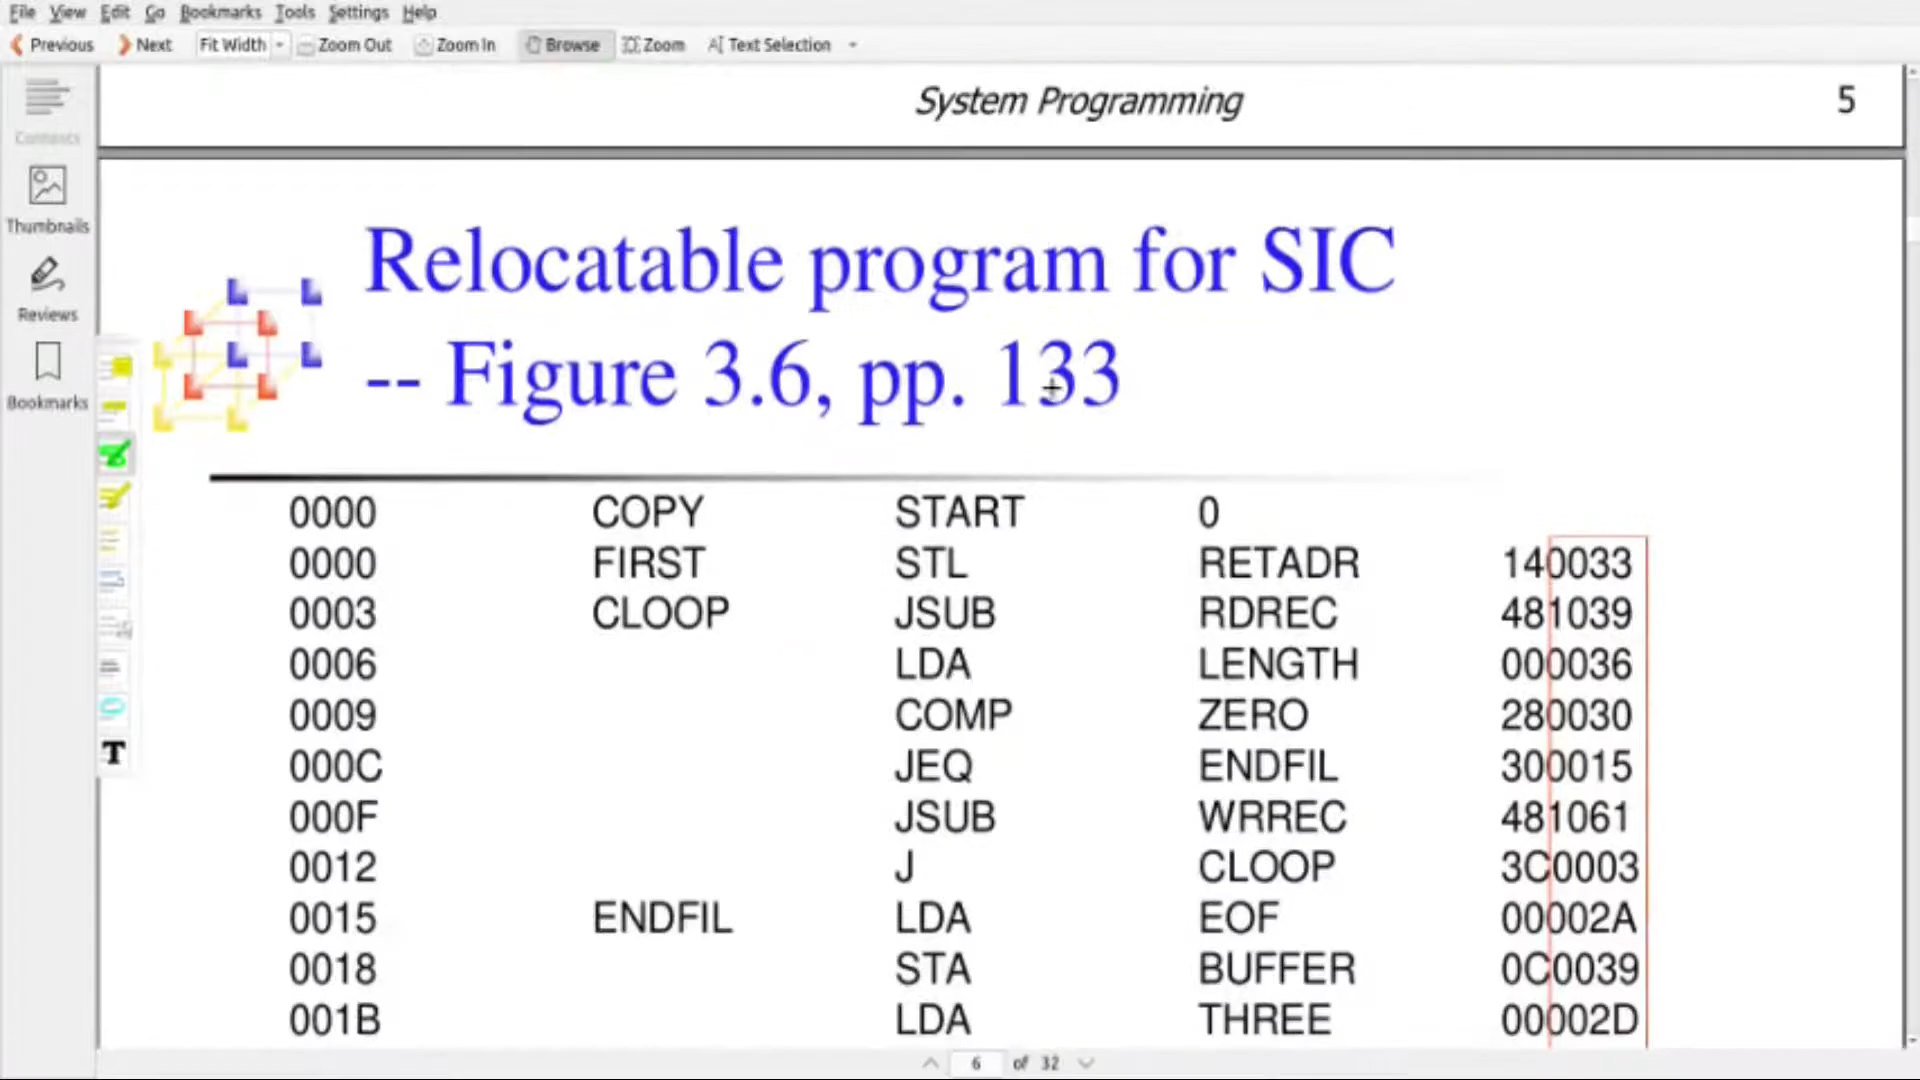 File View Edit Go Bookmarks Tools Settings Help
Previous Next Fit Width Zoom Out Zoom In Browse Zoom Text Selection
Contents
Thumbnails
Reviews
Bookmarks
T
System Programming 5
Relocatable program for SIC
-- Figure 3.6, pp. 133
0000 COPY START 0
0000 FIRST STL RETADR 140033
0003 CLOOP JSUB RDREC 481039
0006 LDA LENGTH 000036
0009 COMP ZERO 280030
000C JEQ ENDFIL 300015
000F JSUB WRREC 481061
0012 J CLOOP 3C0003
0015 ENDFIL LDA EOF 00002A
0018 STA BUFFER 0C0039
001B LDA THREE 00002D
6 of 32